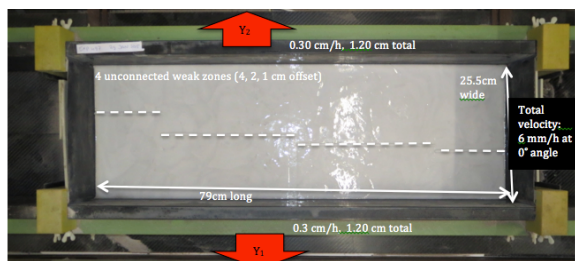 Y2
0.30 cm/h, 1.20 cm total
4 unconnected weak zones (4, 2, 1 cm offset)
25.5cm
wide
Total
velocity:
6 mm/h at
0° angle
79cm long
0.3 cm/h. 1.20 cm total
Y1